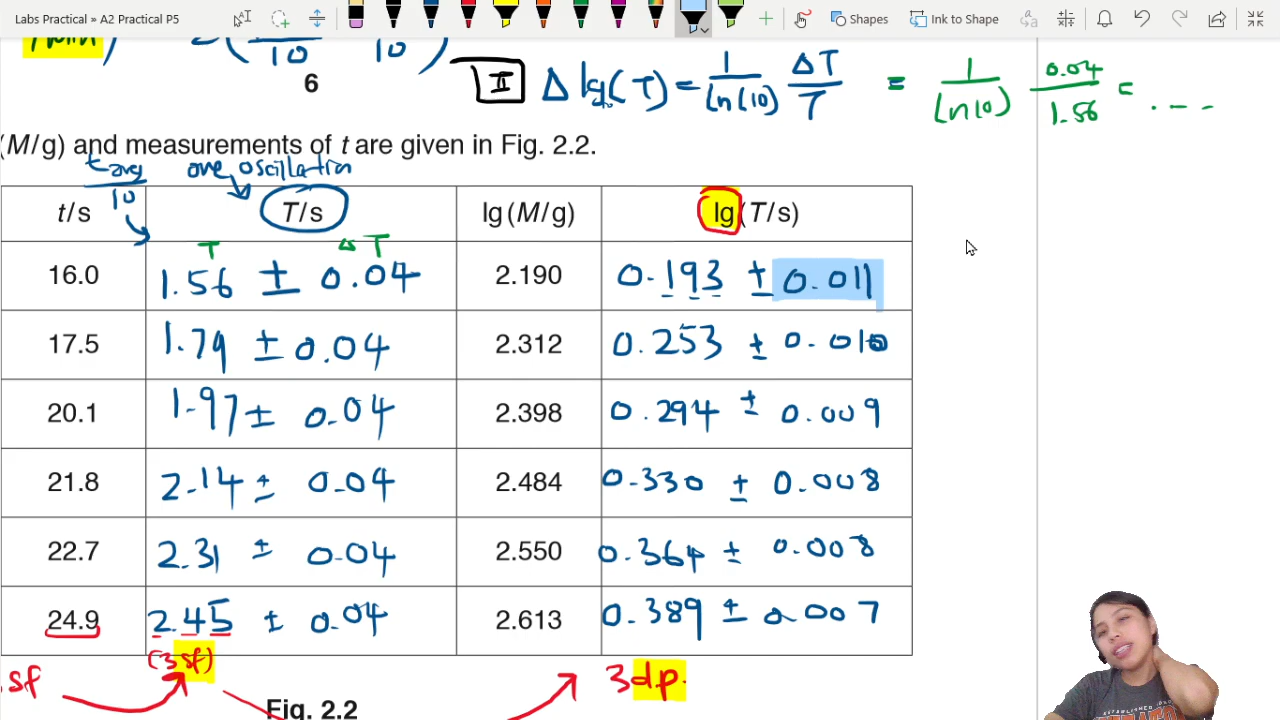 Labs Practical » A2 Practical P5
Shapes
Ink to Shape
10 10
6
II Δ lg(T) = 1/ln(10) ΔT/T = 1/ln(10) 0.04/1.56 = . - - -
(M/g) and measurements of t are given in Fig. 2.2.
t avg/10 one oscillation
t/s T/s lg (M/g) lg (T/s)
T ΔT
16.0 1.56 ± 0.04 2.190 0.193 ± 0.011
17.5 1.79 ± 0.04 2.312 0.253 ± 0.010
20.1 1.97 ± 0.04 2.398 0.294 ± 0.009
21.8 2.14 ± 0.04 2.484 0.330 ± 0.008
22.7 2.31 ± 0.04 2.550 0.364 ± 0.008
24.9 2.45 ± 0.04 2.613 0.389 ± 0.007
sf (3sf) 3dp.
Fig. 2.2